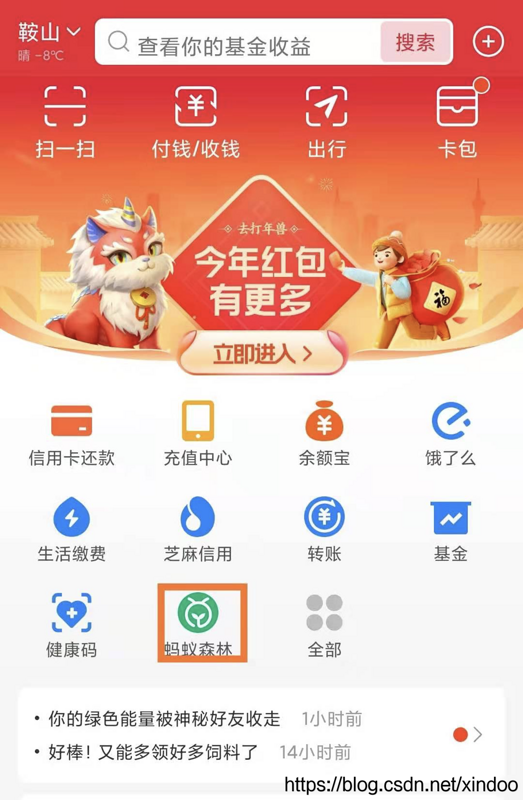 鞍山
晴 -8℃
查看你的基金收益
搜索
扫一扫
付钱/收钱
出行
卡包
去打年兽
今年红包
有更多
福
立即进入 >
信用卡还款
充值中心
余额宝
饿了么
生活缴费
芝麻信用
转账
基金
健康码
蚂蚁森林
全部
• 你的绿色能量被神秘好友收走 1小时前
• 好棒！又能多领好多饲料了 14小时前
https://blog.csdn.net/xindoo